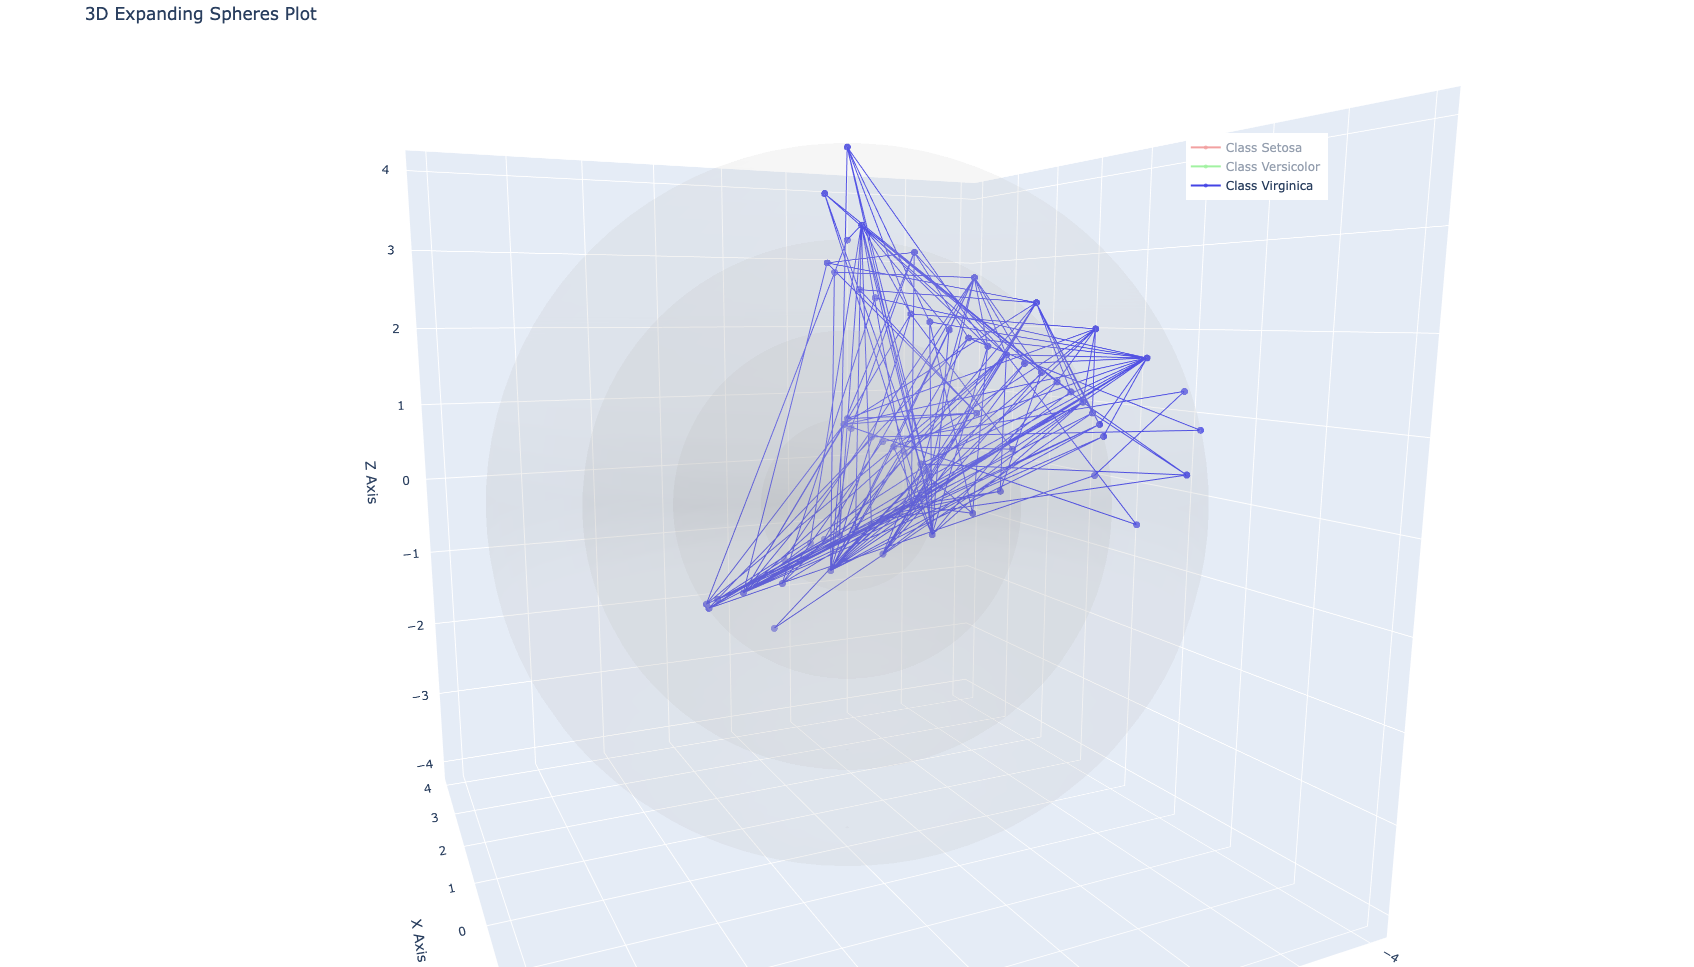 3D Expanding Spheres Plot
Class Setosa
Class Versicolor
Class Virginica
4
3
2
1
0
−1
−2
−3
−4
Z Axis
4
3
2
1
0
X Axis
−4